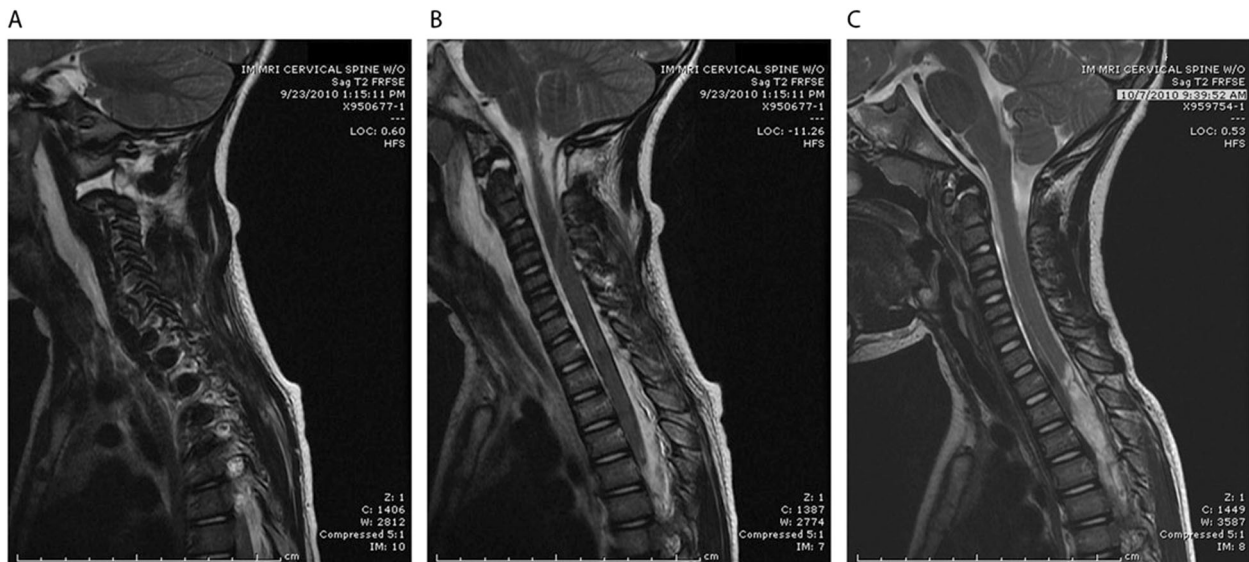 A
IM MRI CERVICAL SPINE W/O
Sag T2 FRFSE
9/23/2010 1:15:11 PM
X950677-1
---
LOC: 0.60
HFS
Z: 1
C: 1406
W: 2812
Compressed 5:1
IM: 10
cm
B
IM MRI CERVICAL SPINE W/O
Sag T2 FRFSE
9/23/2010 1:15:11 PM
X950677-1
---
LOC: -11.26
HFS
Z: 1
C: 1387
W: 2774
Compressed 5:1
IM: 7
cm
C
IM MRI CERVICAL SPINE W/O
Sag T2 FRFSE
10/7/2010 9:39:52 AM
X959754-1
---
LOC: 0.53
HFS
Z: 1
C: 1449
W: 3587
Compressed 5:1
IM: 8
cm